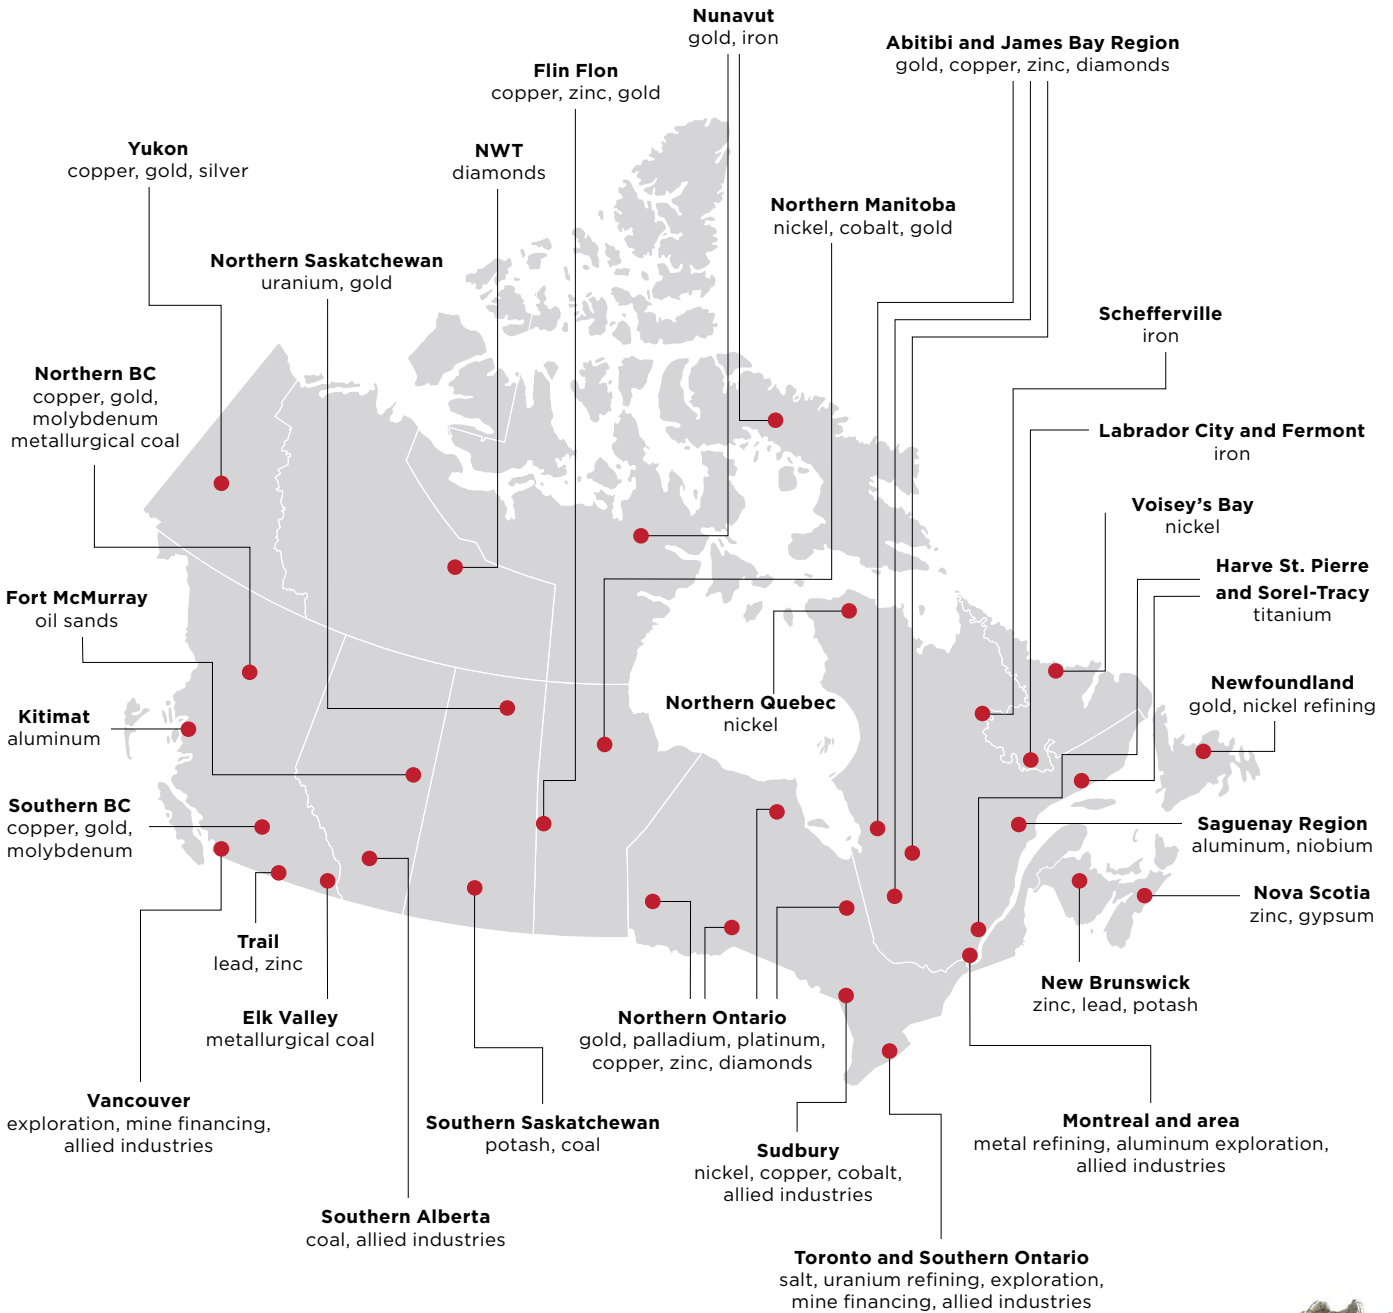 Nunavut
gold, iron
Abitibi and James Bay Region
gold, copper, zinc, diamonds
Flin Flon
copper, zinc, gold
Yukon
copper, gold, silver
NWT
diamonds
Northern Manitoba
nickel, cobalt, gold
Northern Saskatchewan
uranium, gold
Schefferville
iron
Northern BC
copper, gold,
molybdenum
metallurgical coal
Labrador City and Fermont
iron
Voisey's Bay
nickel
Harve St. Pierre
and Sorel-Tracy
titanium
Fort McMurray
oil sands
Northern Quebec
nickel
Newfoundland
gold, nickel refining
Kitimat
aluminum
Southern BC
copper, gold,
molybdenum
Saguenay Region
aluminum, niobium
Nova Scotia
zinc, gypsum
Trail
lead, zinc
New Brunswick
zinc, lead, potash
Elk Valley
metallurgical coal
Northern Ontario
gold, palladium, platinum,
copper, zinc, diamonds
Vancouver
exploration, mine financing,
allied industries
Southern Saskatchewan
potash, coal
Sudbury
nickel, copper, cobalt,
allied industries
Montreal and area
metal refining, aluminum exploration,
allied industries
Southern Alberta
coal, allied industries
Toronto and Southern Ontario
salt, uranium refining, exploration,
mine financing, allied industries